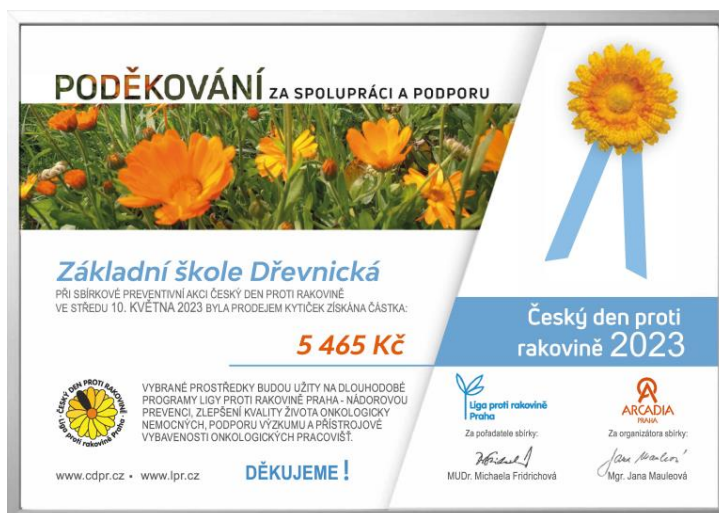 PODĚKOVÁNÍ ZA SPOLUPRÁCI A PODPORU
Základní škole Dřevnická
PŘI SBÍRKOVÉ PREVENTIVNÍ AKCI ČESKÝ DEN PROTI RAKOVINĚ
VE STŘEDU 10. KVĚTNA 2023 BYLA PRODEJEM KYTIČEK ZÍSKÁNA ČÁSTKA:
5 465 Kč
Český den proti
rakovině 2023
ČESKÝ DEN PROTI RAKOVINĚ
Liga proti rakovině Praha
VYBRANÉ PROSTŘEDKY BUDOU UŽITY NA DLOUHODOBÉ
PROGRAMY LIGY PROTI RAKOVINĚ PRAHA - NÁDOROVOU
PREVENCI, ZLEPŠENÍ KVALITY ŽIVOTA ONKOLOGICKY
NEMOCNÝCH, PODPORU VÝZKUMU A PŘÍSTROJOVÉ
VYBAVENOSTI ONKOLOGICKÝCH PRACOVIŠŤ.
www.cdpr.cz • www.lpr.cz
DĚKUJEME!
Liga proti rakovině
Praha
Za pořadatele sbírky:
MUDr. Michaela Fridrichová
ARCADIA
PRAHA
Za organizátora sbírky:
Jana Mauleová
Mgr. Jana Mauleová